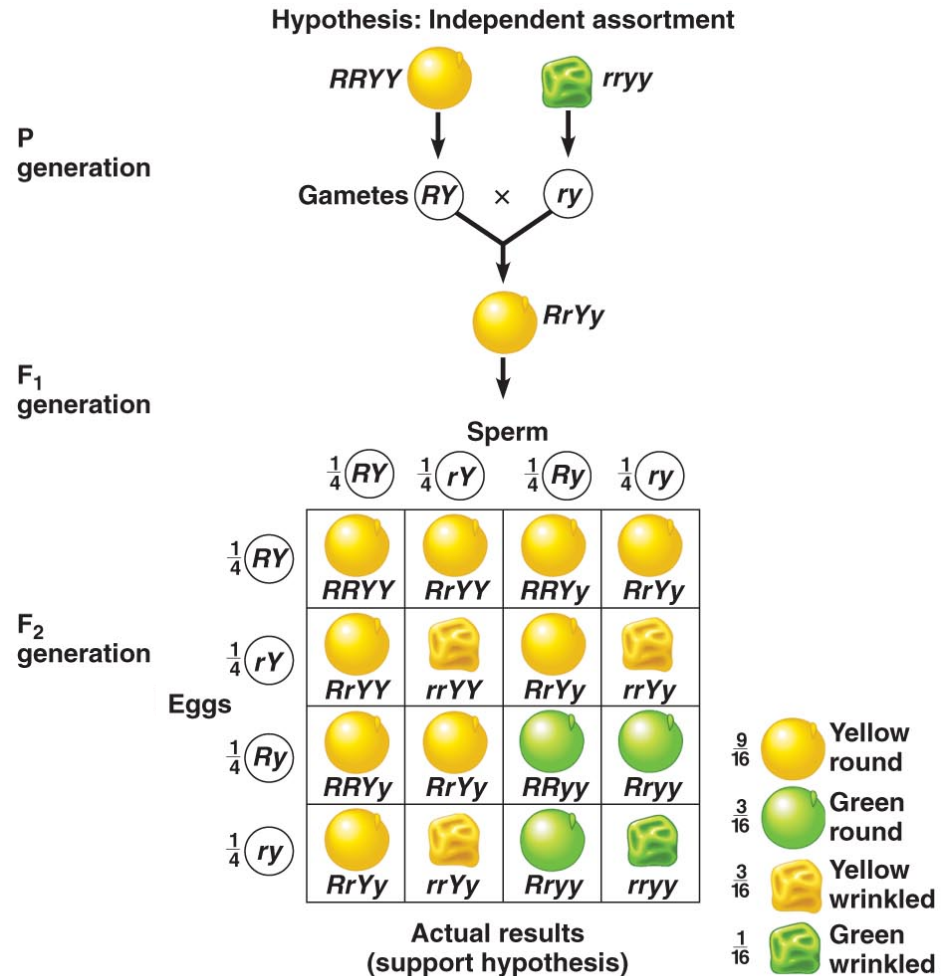 Hypothesis: Independent assortment
RRYY
rryy
P
generation
Gametes RY × ry
RrYy
F1
generation
Sperm
1/4 RY 1/4 rY 1/4 Ry 1/4 ry
1/4 RY
RRYY RrYY RRYy RrYy
F2
generation
1/4 rY
RrYY rrYY RrYy rrYy
Eggs
1/4 Ry
RRYy RrYy RRyy Rryy
1/4 ry
RrYy rrYy Rryy rryy
9/16 Yellow
round
3/16 Green
round
3/16 Yellow
wrinkled
1/16 Green
wrinkled
Actual results
(support hypothesis)